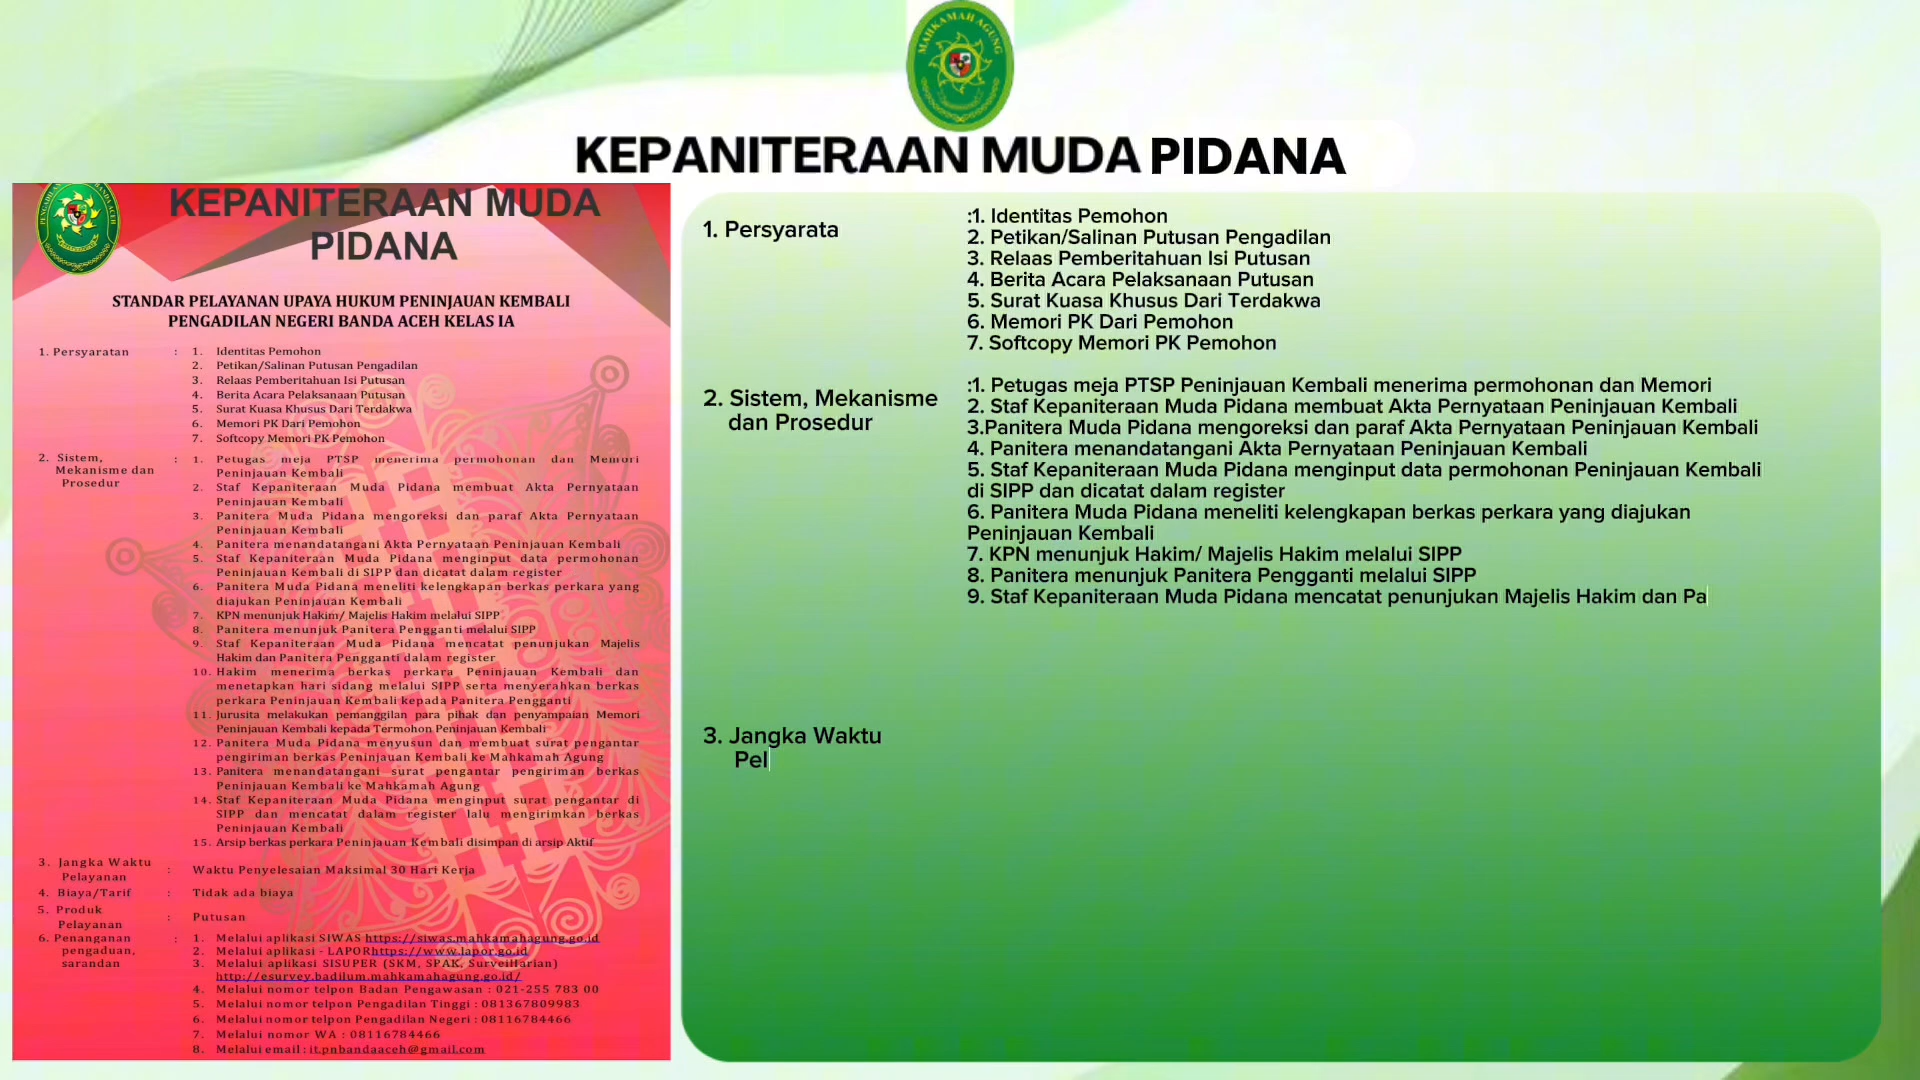 MAHKAMAH AGUNG
KEPANITERAAN MUDA PIDANA
KEPANITERAAN MUDA
PIDANA
STANDAR PELAYANAN UPAYA HUKUM PENINJAUAN KEMBALI
PENGADILAN NEGERI BANDA ACEH KELAS IA
1. Persyaratan : 1. Identitas Pemohon
2. Petikan/Salinan Putusan Pengadilan
3. Relaas Pemberitahuan Isi Putusan
4. Berita Acara Pelaksanaan Putusan
5. Surat Kuasa Khusus Dari Terdakwa
6. Memori PK Dari Pemohon
7. Softcopy Memori PK Pemohon
2. Sistem, Mekanisme dan Prosedur : 1. Petugas meja PTSP menerima permohonan dan Memori
Peninjauan Kembali
2. Staf Kepaniteraan Muda Pidana membuat Akta Pernyataan
Peninjauan Kembali
3. Panitera Muda Pidana mengoreksi dan paraf Akta Pernyataan
Peninjauan Kembali
4. Panitera menandatangani Akta Pernyataan Peninjauan Kembali
5. Staf Kepaniteraan Muda Pidana menginput data permohonan
Peninjauan Kembali di SIPP dan dicatat dalam register
6. Panitera Muda Pidana meneliti kelengkapan berkas perkara yang
diajukan Peninjauan Kembali
7. KPN menunjuk Hakim/ Majelis Hakim melalui SIPP
8. Panitera menunjuk Panitera Pengganti melalui SIPP
9. Staf Kepaniteraan Muda Pidana mencatat penunjukan Majelis
Hakim dan Panitera Pengganti dalam register
10. Hakim menerima berkas perkara Peninjauan Kembali dan
menetapkan hari sidang melalui SIPP serta menyerahkan berkas
perkara Peninjauan Kembali kepada Panitera Pengganti
11. Jurusita melakukan pemanggilan para pihak dan penyampaian Memori
Peninjauan Kembali kepada Termohon Peninjauan Kembali
12. Panitera Muda Pidana menyusun dan membuat surat pengantar
pengiriman berkas Peninjauan Kembali ke Mahkamah Agung
13. Panitera menandatangani surat pengantar pengiriman berkas
Peninjauan Kembali ke Mahkamah Agung
14. Staf Kepaniteraan Muda Pidana menginput surat pengantar di
SIPP dan mencatat dalam register lalu mengirimkan berkas
Peninjauan Kembali
15. Arsip berkas perkara Peninjauan Kembali disimpan di arsip Aktif
3. Jangka Waktu Pelayanan : Waktu Penyelesaian Maksimal 30 Hari Kerja
4. Biaya/Tarif : Tidak ada biaya
5. Produk Pelayanan : Putusan
6. Penanganan pengaduan, sarandan : 1. Melalui aplikasi SIWAS https://siwas.mahkamahagung.go.id
2. Melalui aplikasi - LAPORhttps://www.lapor.go.id
3. Melalui aplikasi SISUPER (SKM, SPAK, SurveiHarian)
http://esurvey.badilum.mahkamahagung.go.id/
4. Melalui nomor telpon Badan Pengawasan : 021-255 783 00
5. Melalui nomor telpon Pengadilan Tinggi : 081367809983
6. Melalui nomor telpon Pengadilan Negeri : 08116784466
7. Melalui nomor WA : 08116784466
8. Melalui email : it.pnbandaaceh@gmail.com
1. Persyarata
:1. Identitas Pemohon
2. Petikan/Salinan Putusan Pengadilan
3. Relaas Pemberitahuan Isi Putusan
4. Berita Acara Pelaksanaan Putusan
5. Surat Kuasa Khusus Dari Terdakwa
6. Memori PK Dari Pemohon
7. Softcopy Memori PK Pemohon
2. Sistem, Mekanisme
dan Prosedur
:1. Petugas meja PTSP Peninjauan Kembali menerima permohonan dan Memori
2. Staf Kepaniteraan Muda Pidana membuat Akta Pernyataan Peninjauan Kembali
3.Panitera Muda Pidana mengoreksi dan paraf Akta Pernyataan Peninjauan Kembali
4. Panitera menandatangani Akta Pernyataan Peninjauan Kembali
5. Staf Kepaniteraan Muda Pidana menginput data permohonan Peninjauan Kembali
di SIPP dan dicatat dalam register
6. Panitera Muda Pidana meneliti kelengkapan berkas perkara yang diajukan
Peninjauan Kembali
7. KPN menunjuk Hakim/ Majelis Hakim melalui SIPP
8. Panitera menunjuk Panitera Pengganti melalui SIPP
9. Staf Kepaniteraan Muda Pidana mencatat penunjukan Majelis Hakim dan Pa
3. Jangka Waktu
Pel